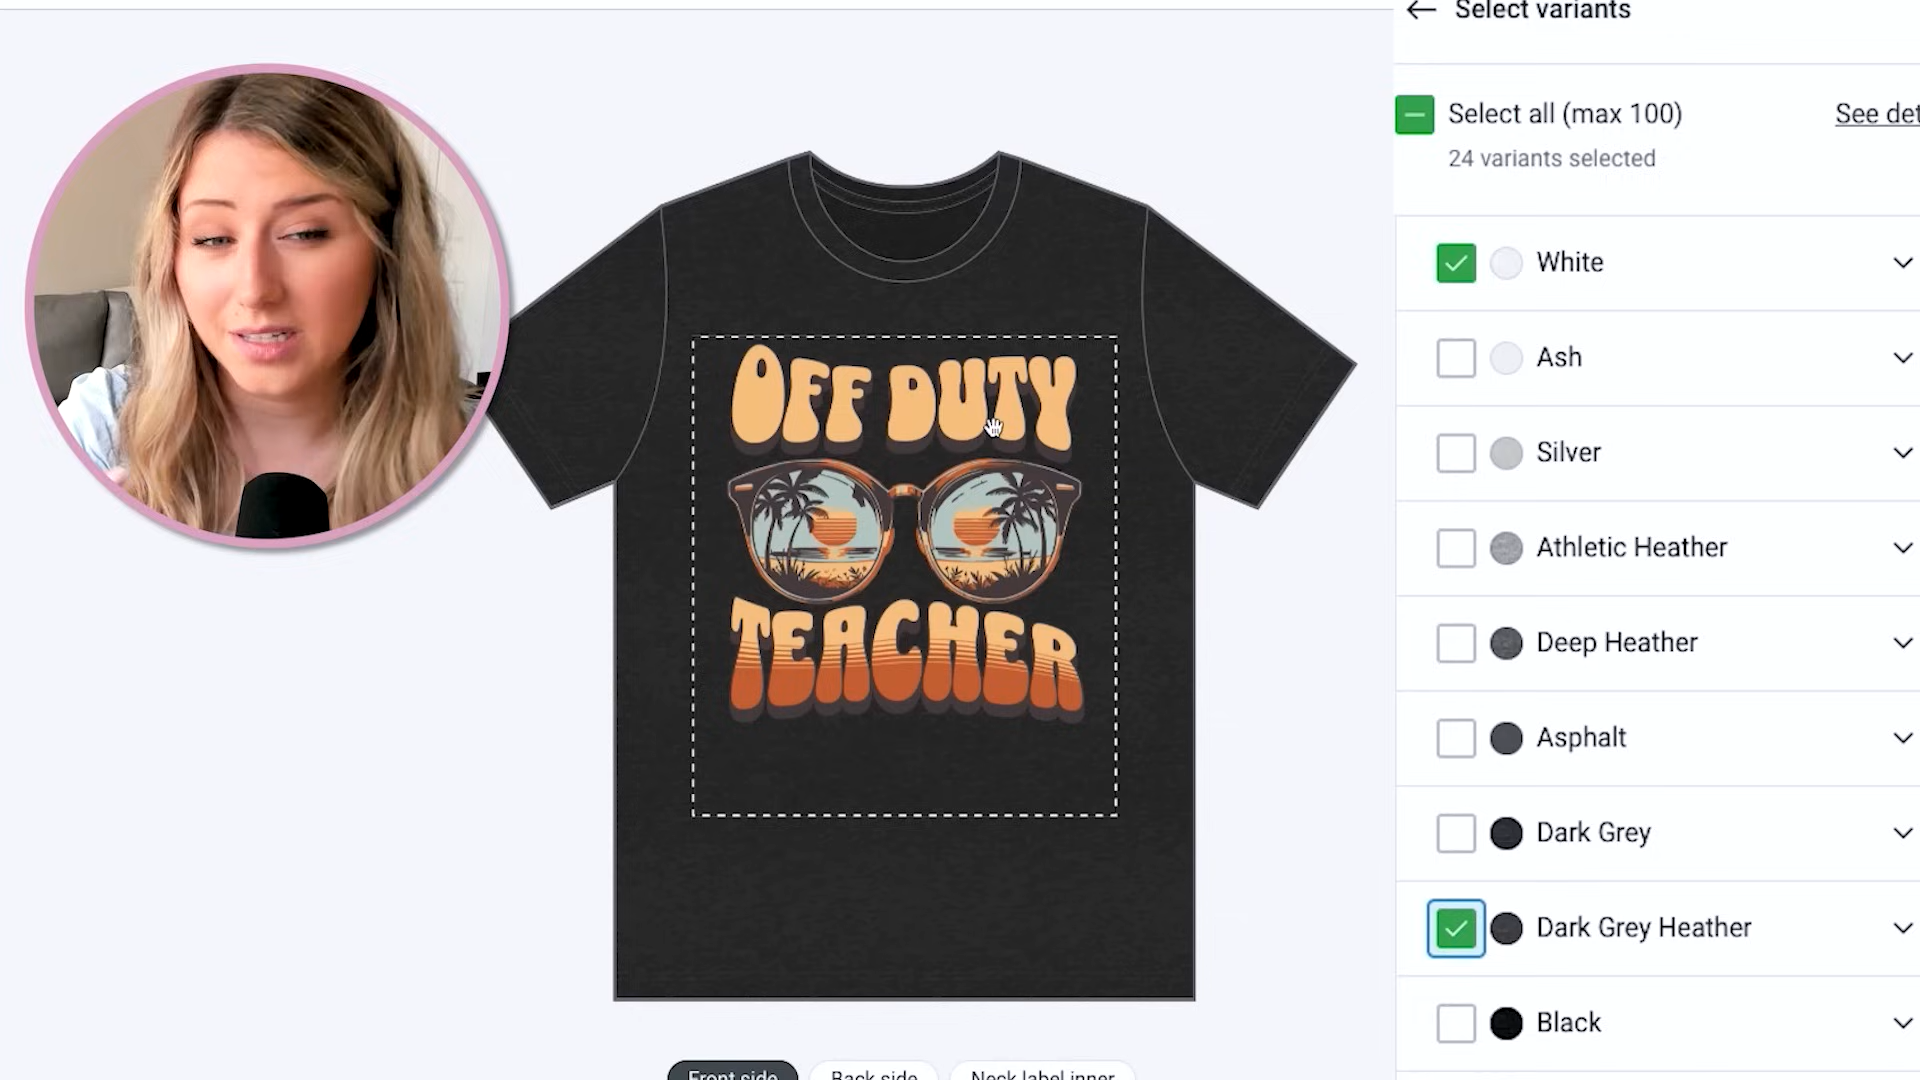 Select variants
Select all (max 100)
See det
24 variants selected
White
Ash
Silver
Athletic Heather
Deep Heather
Asphalt
Dark Grey
Dark Grey Heather
Black
OFF DUTY
TEACHER
Front side
Back side
Neck label inner